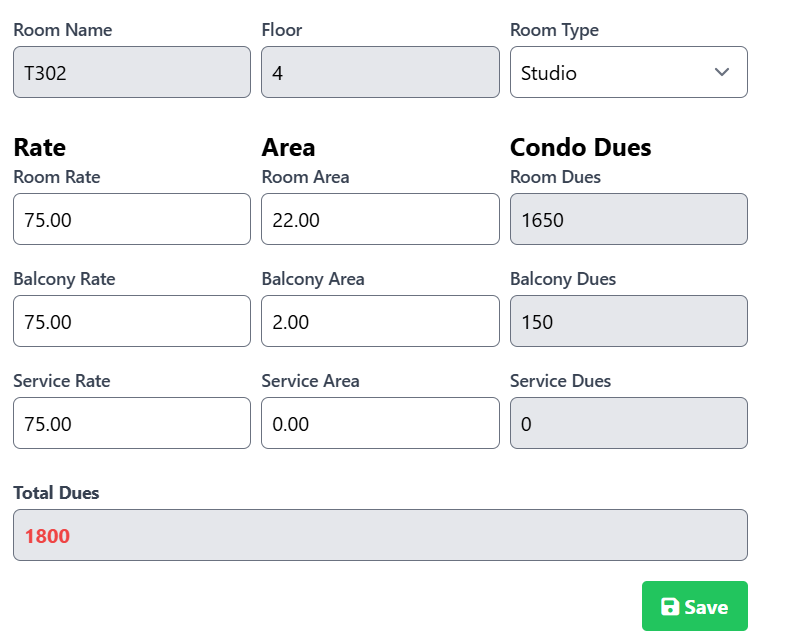 Room Name Floor Room Type
T302 4 Studio
Rate Area Condo Dues
Room Rate Room Area Room Dues
75.00 22.00 1650
Balcony Rate Balcony Area Balcony Dues
75.00 2.00 150
Service Rate Service Area Service Dues
75.00 0.00 0
Total Dues
1800
Save